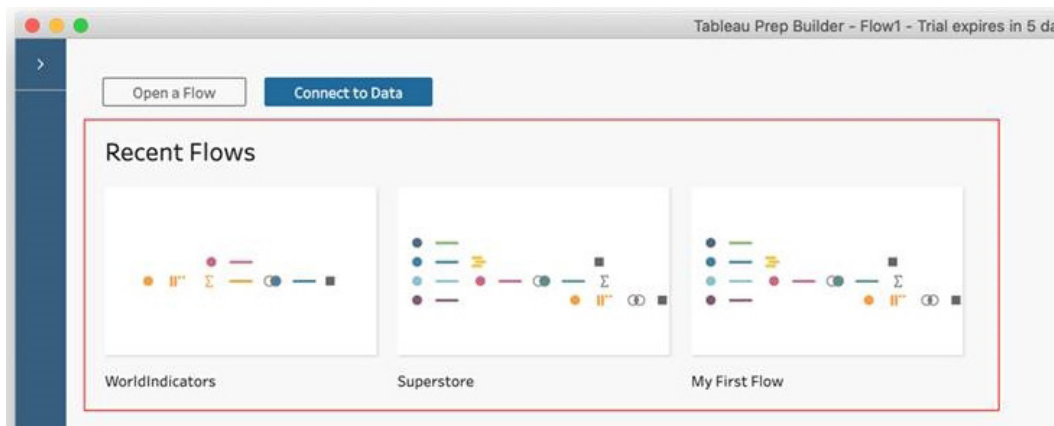 Tableau Prep Builder - Flow1 - Trial expires in 5 da
Open a Flow
Connect to Data
Recent Flows
WorldIndicators
Superstore
My First Flow